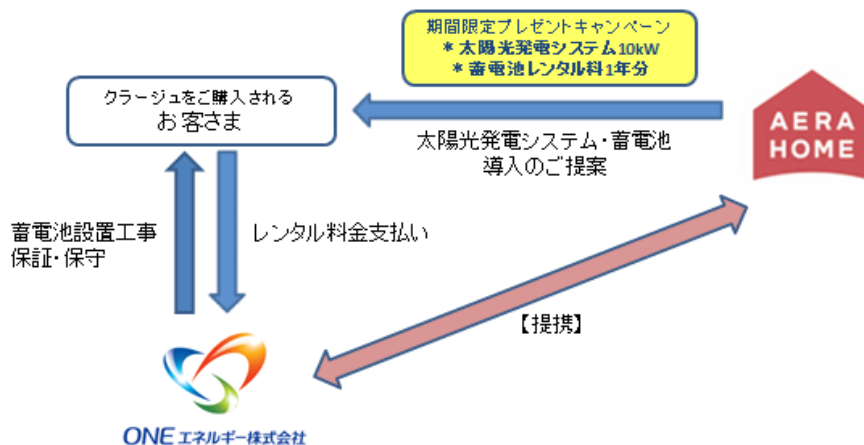 期間限定プレゼントキャンペーン
＊太陽光発電システム10kW
＊蓄電池レンタル料1年分
クラージュをご購入される
お客さま
AERA
HOME
太陽光発電システム・蓄電池
導入のご提案
蓄電池設置工事
保証・保守
レンタル料金支払い
【提携】
ONEエネルギー株式会社